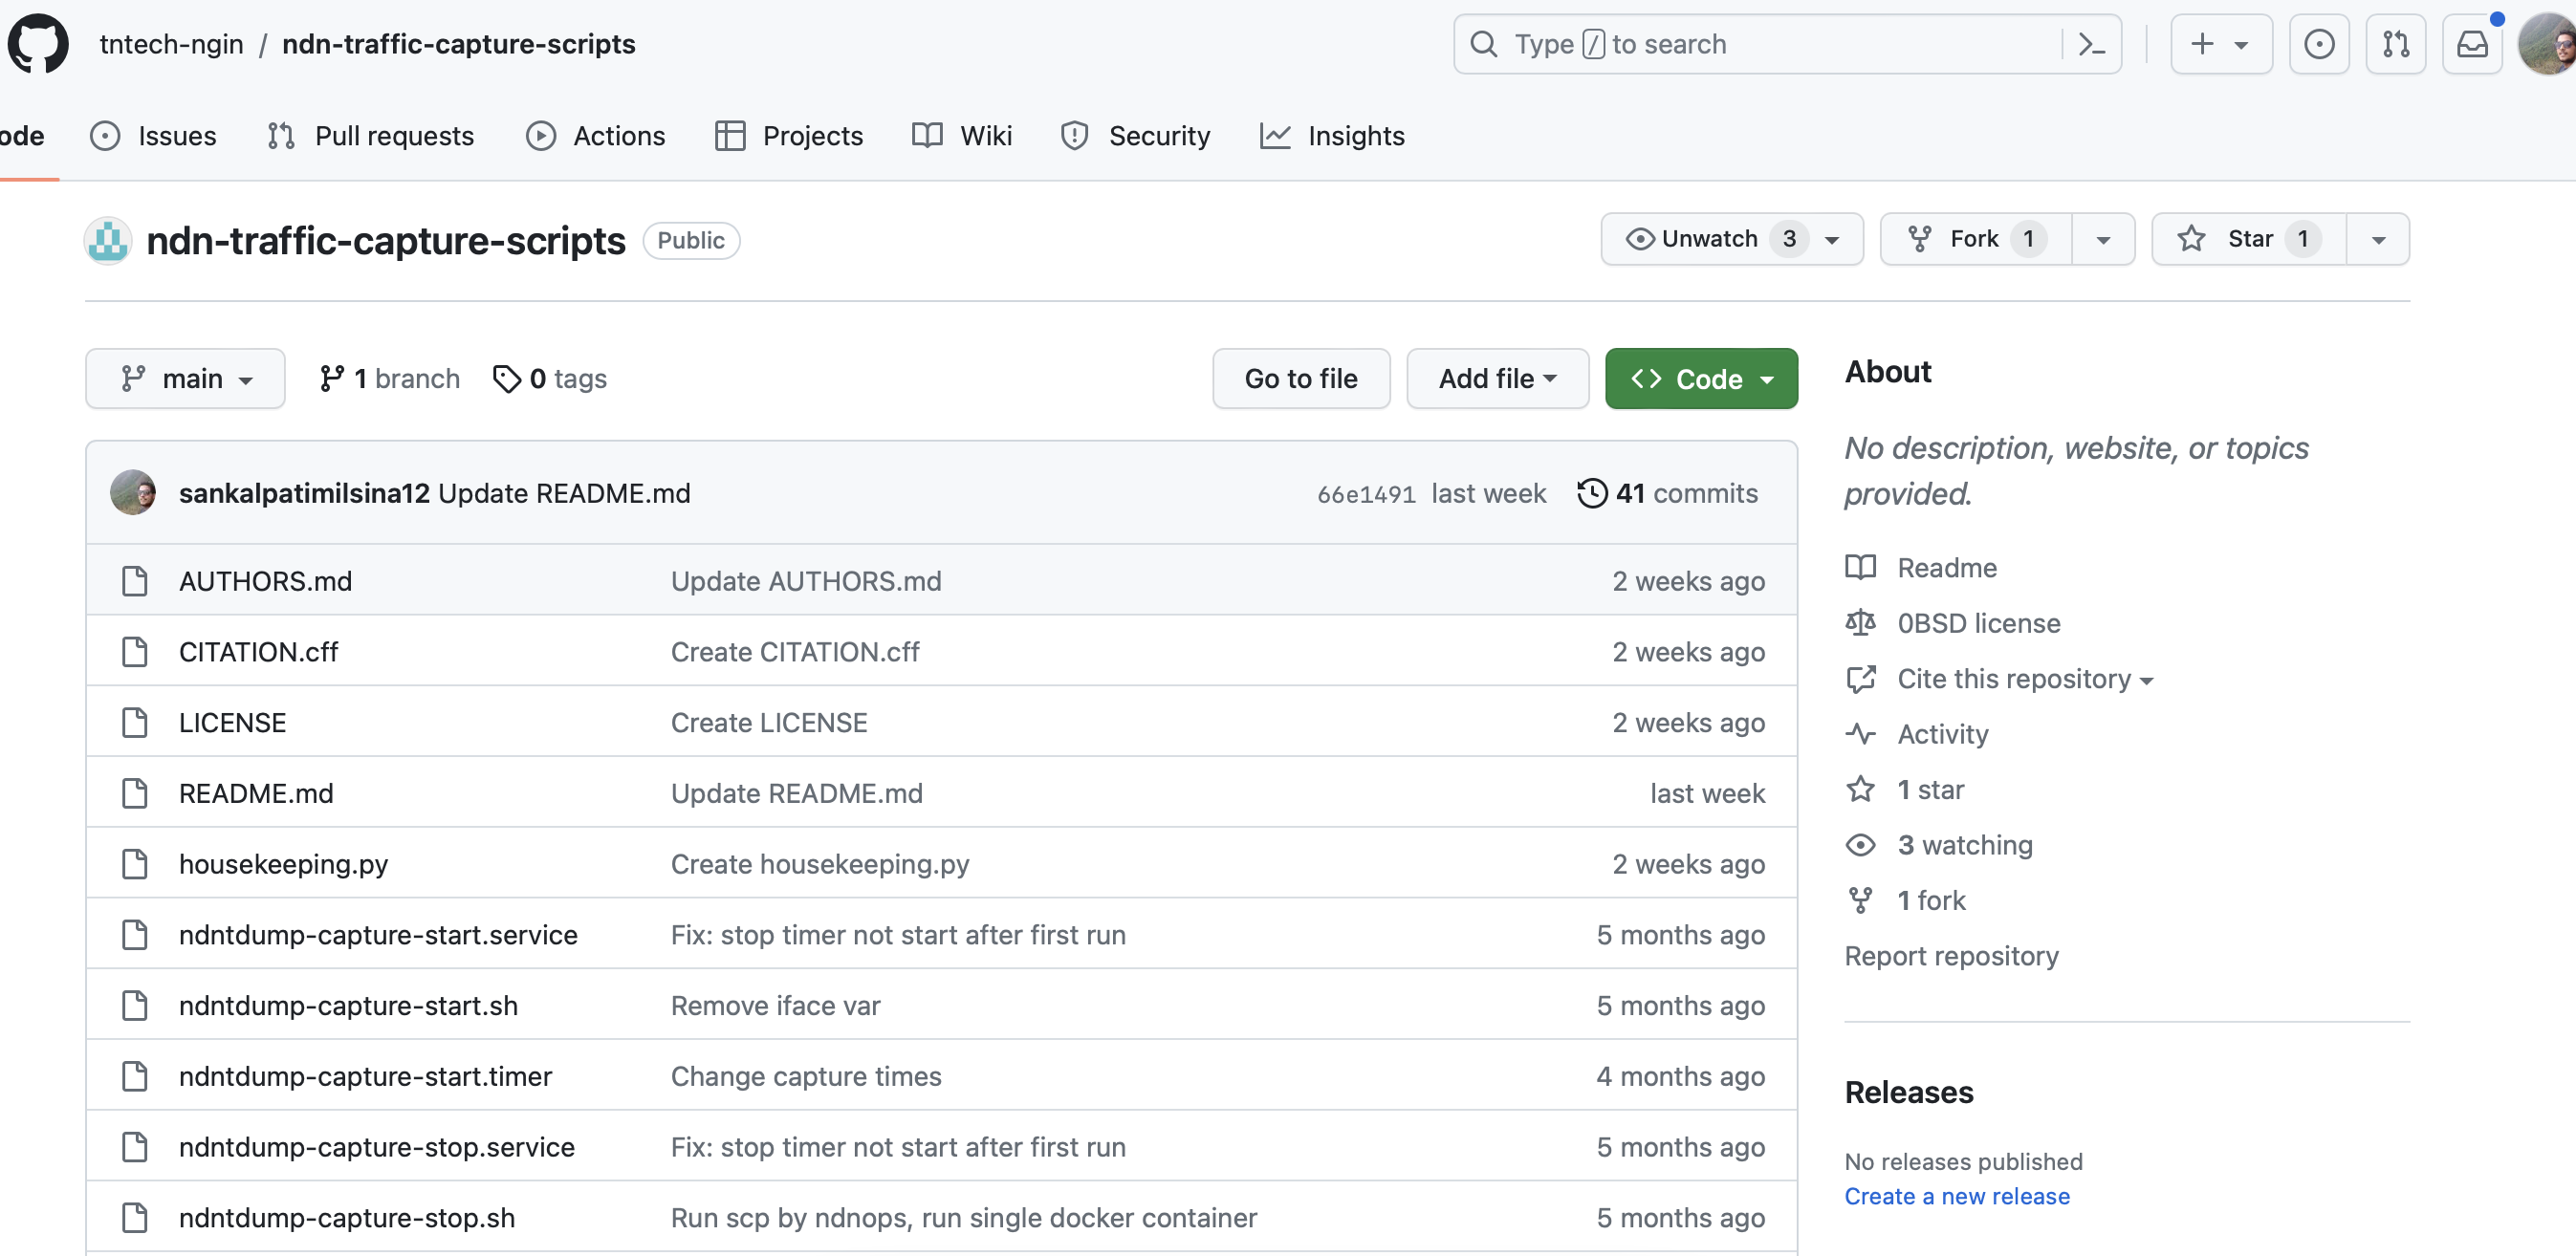 tntech-ngin / ndn-traffic-capture-scripts
Type / to search
ode Issues Pull requests Actions Projects Wiki Security Insights
ndn-traffic-capture-scripts Public
Unwatch 3 Fork 1 Star 1
main 1 branch 0 tags
Go to file Add file Code
sankalpatimilsina12 Update README.md 66e1491 last week 41 commits
AUTHORS.md Update AUTHORS.md 2 weeks ago
CITATION.cff Create CITATION.cff 2 weeks ago
LICENSE Create LICENSE 2 weeks ago
README.md Update README.md last week
housekeeping.py Create housekeeping.py 2 weeks ago
ndntdump-capture-start.service Fix: stop timer not start after first run 5 months ago
ndntdump-capture-start.sh Remove iface var 5 months ago
ndntdump-capture-start.timer Change capture times 4 months ago
ndntdump-capture-stop.service Fix: stop timer not start after first run 5 months ago
ndntdump-capture-stop.sh Run scp by ndnops, run single docker container 5 months ago
About
No description, website, or topics
provided.
Readme
0BSD license
Cite this repository
Activity
1 star
3 watching
1 fork
Report repository
Releases
No releases published
Create a new release